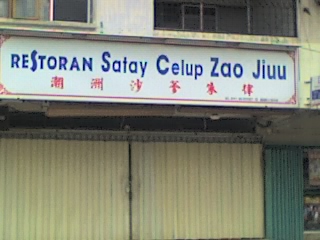 RESTORAN Satay Celup Zao Jiuu
潮 洲 沙 爹 朱 律